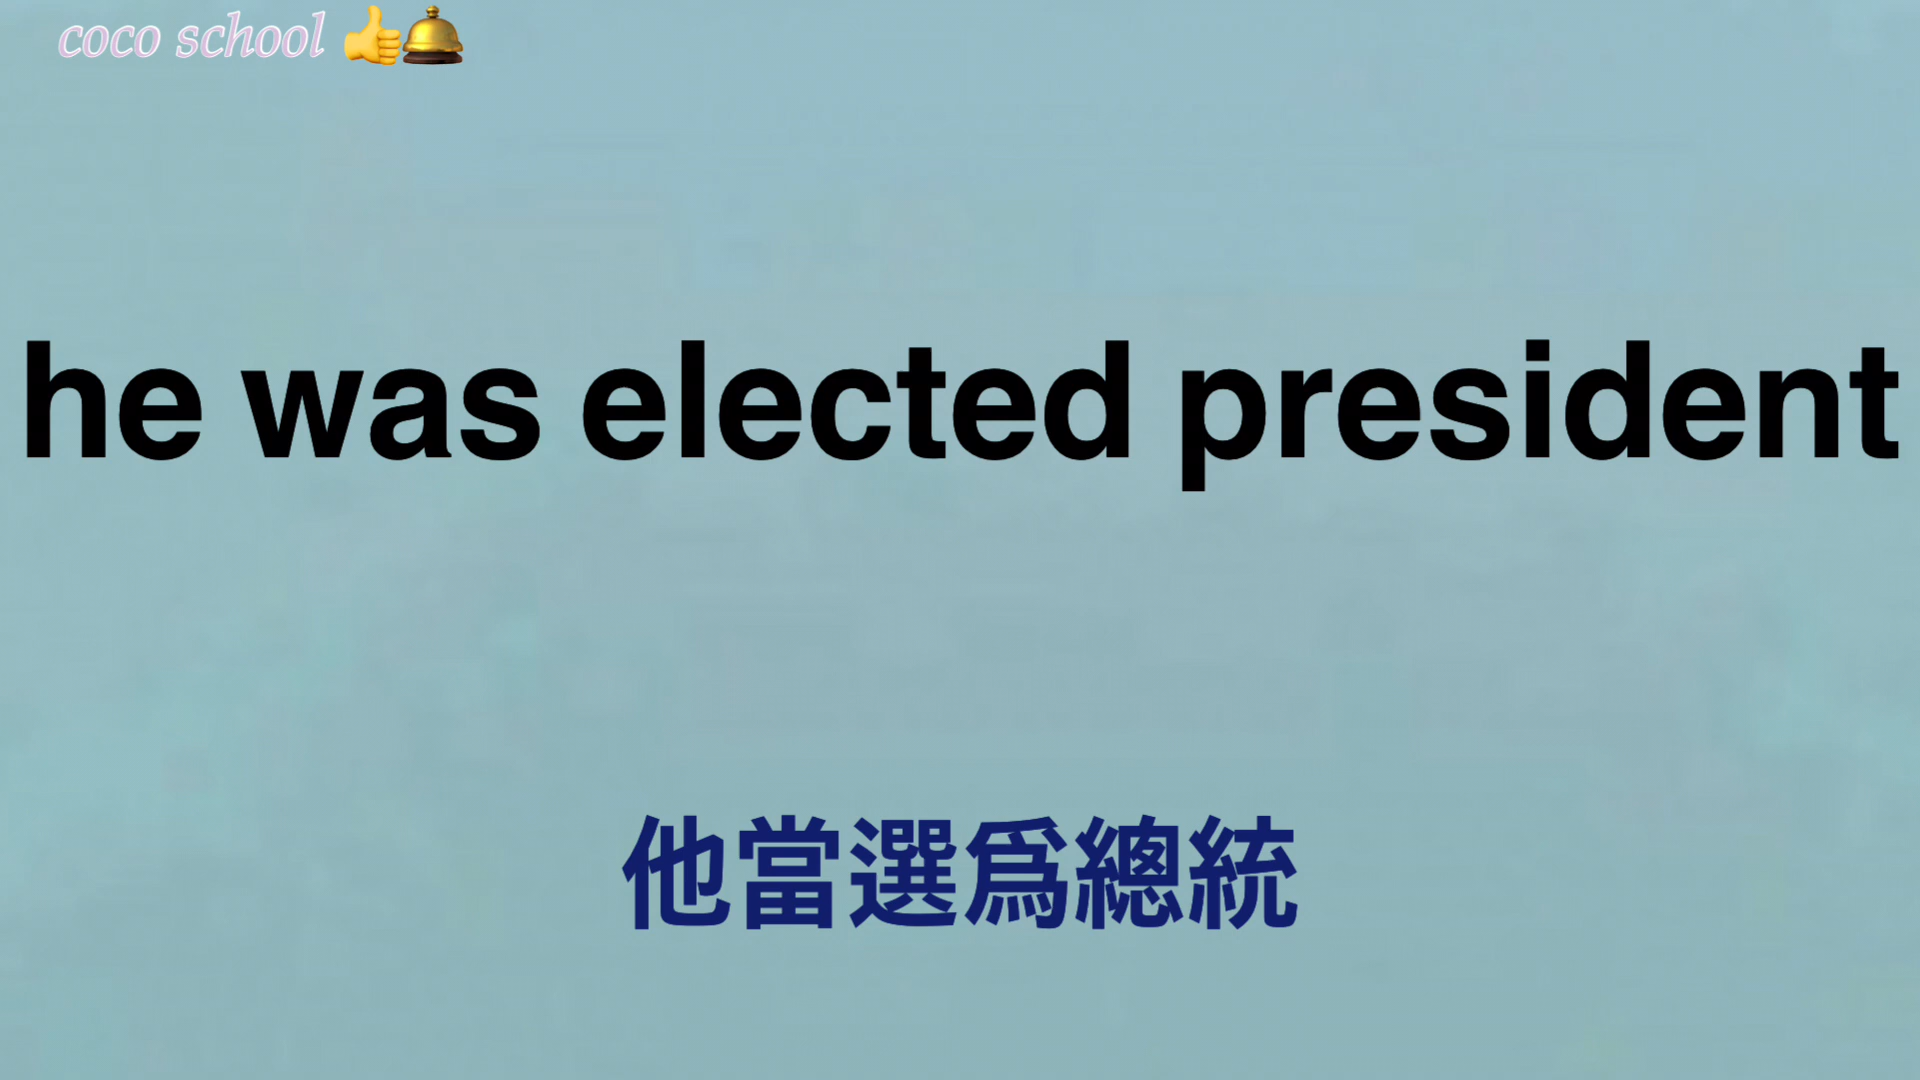 coco school 👍🛎️
he was elected president
他當選爲總統